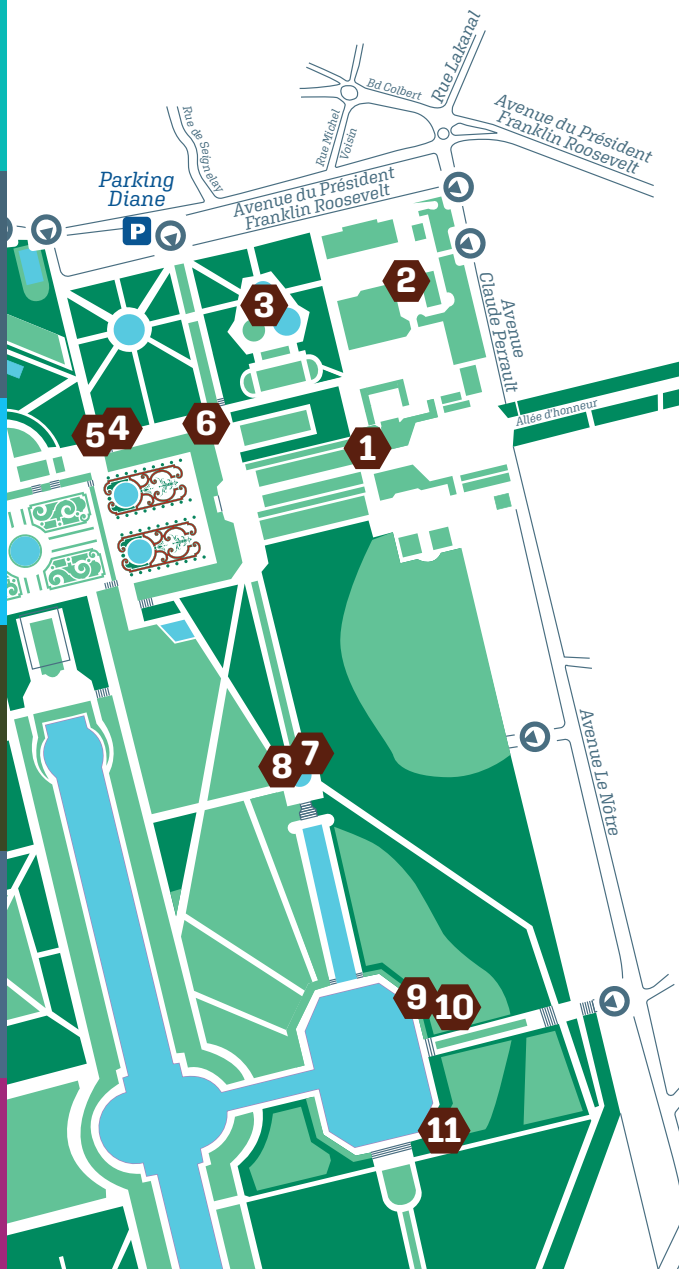 Rue Lakanal
Bd Colbert
Avenue du Président
Franklin Roosevelt
Rue de Seignelay
Rue Michel
Voisin
Parking
Diane
P
Avenue du Président
Franklin Roosevelt
2
3
Avenue
Claude Perrault
Allée d'honneur
5
4
6
1
Avenue Le Nôtre
8
7
9
10
11